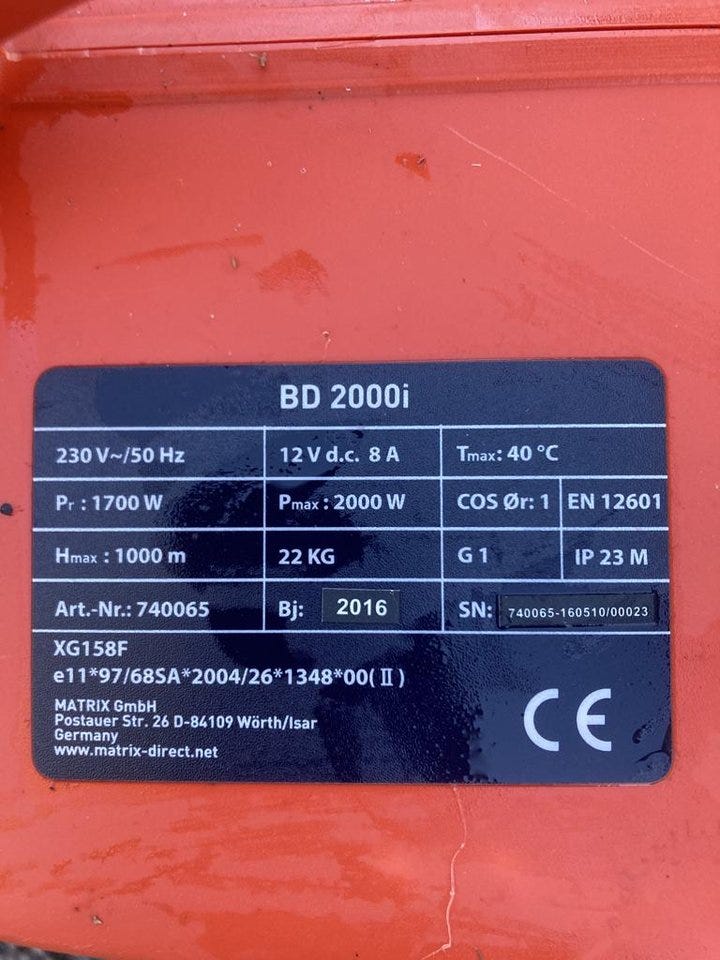 BD 2000i
230 V~/50 Hz 12 V d.c. 8 A Tmax: 40 °C
Pr : 1700 W Pmax : 2000 W COS Ør: 1 EN 12601
Hmax : 1000 m 22 KG G 1 IP 23 M
Art.-Nr.: 740065 Bj: 2016 SN: 740065-160510/00023
XG158F
e11*97/68SA*2004/26*1348*00(Ⅱ)
MATRIX GmbH
Postauer Str. 26 D-84109 Wörth/Isar
Germany
www.matrix-direct.net
CE